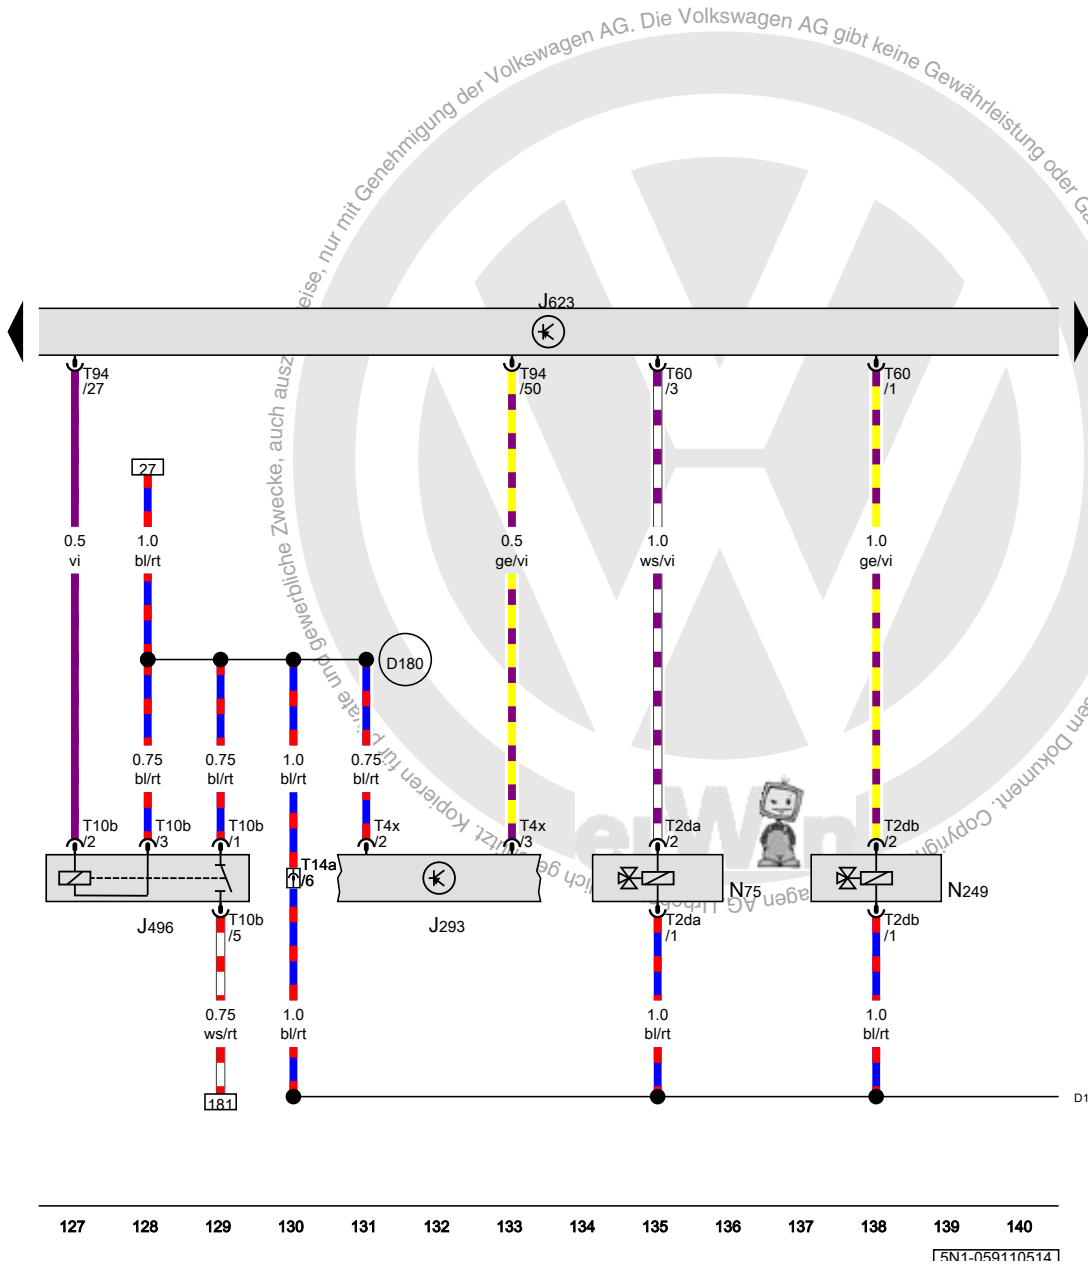 eise, nur mit Genehmigung der Volkswagen AG. Die Volkswagen AG gibt keine Gewährleistung oder
J623
T94
/27
T94
/50
T60
/3
T60
/1
27
0.5
vi
1.0
bl/rt
0.5
ge/vi
1.0
ws/vi
1.0
ge/vi
D180
0.75
bl/rt
0.75
bl/rt
1.0
bl/rt
0.75
bl/rt
T10b
/2
T10b
/3
T10b
/1
T4x
/2
T4x
/3
T2da
/2
T2db
/2
T14a
/6
J496
J293
N75
N249
T10b
/5
T2da
/1
T2db
/1
0.75
ws/rt
1.0
bl/rt
1.0
bl/rt
1.0
bl/rt
181
D1
127 128 129 130 131 132 133 134 135 136 137 138 139 140
5N1-059110514
Zwecke, auch ausz
und gewerbliche
Kopieren für private
sem Dokument.